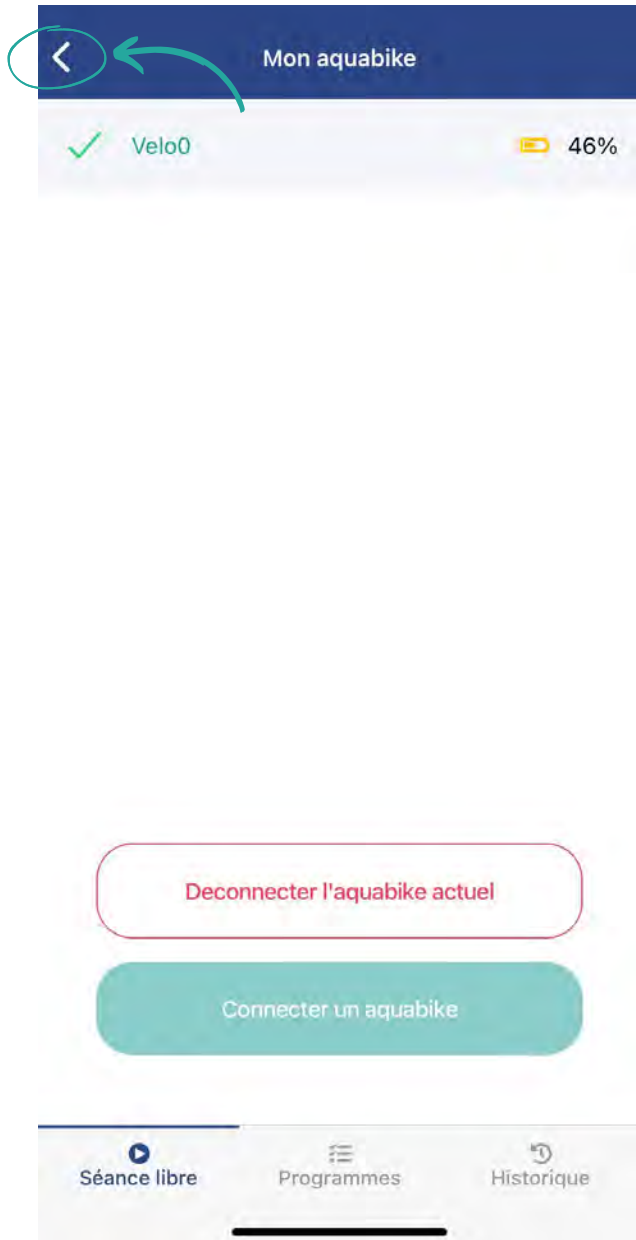 Mon aquabike
Velo0 46%
Deconnecter l'aquabike actuel
Connecter un aquabike
Séance libre Programmes Historique